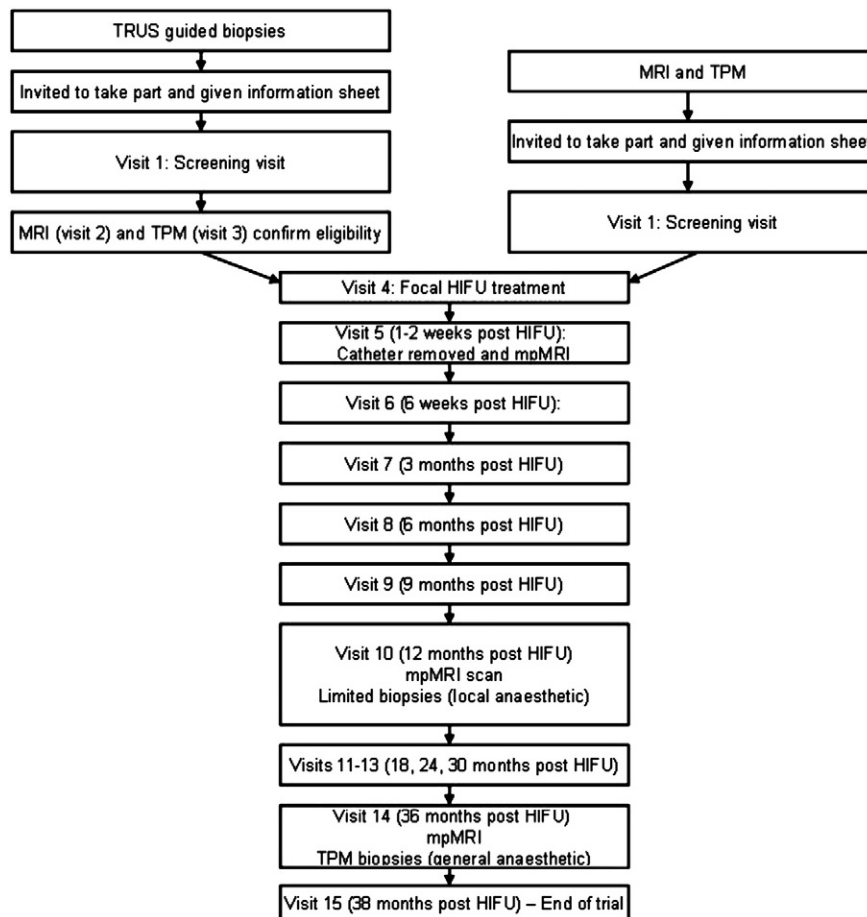 TRUS guided biopsies
Invited to take part and given information sheet
Visit 1: Screening visit
MRI (visit 2) and TPM (visit 3) confirm eligibility
MRI and TPM
Invited to take part and given information sheet
Visit 1: Screening visit
Visit 4: Focal HIFU treatment
Visit 5 (1-2 weeks post HIFU):
Catheter removed and mpMRI
Visit 6 (6 weeks post HIFU):
Visit 7 (3 months post HIFU)
Visit 8 (6 months post HIFU)
Visit 9 (9 months post HIFU)
Visit 10 (12 months post HIFU)
mpMRI scan
Limited biopsies (local anaesthetic)
Visits 11-13 (18, 24, 30 months post HIFU)
Visit 14 (36 months post HIFU)
mpMRI
TPM biopsies (general anaesthetic)
Visit 15 (38 months post HIFU) – End of trial